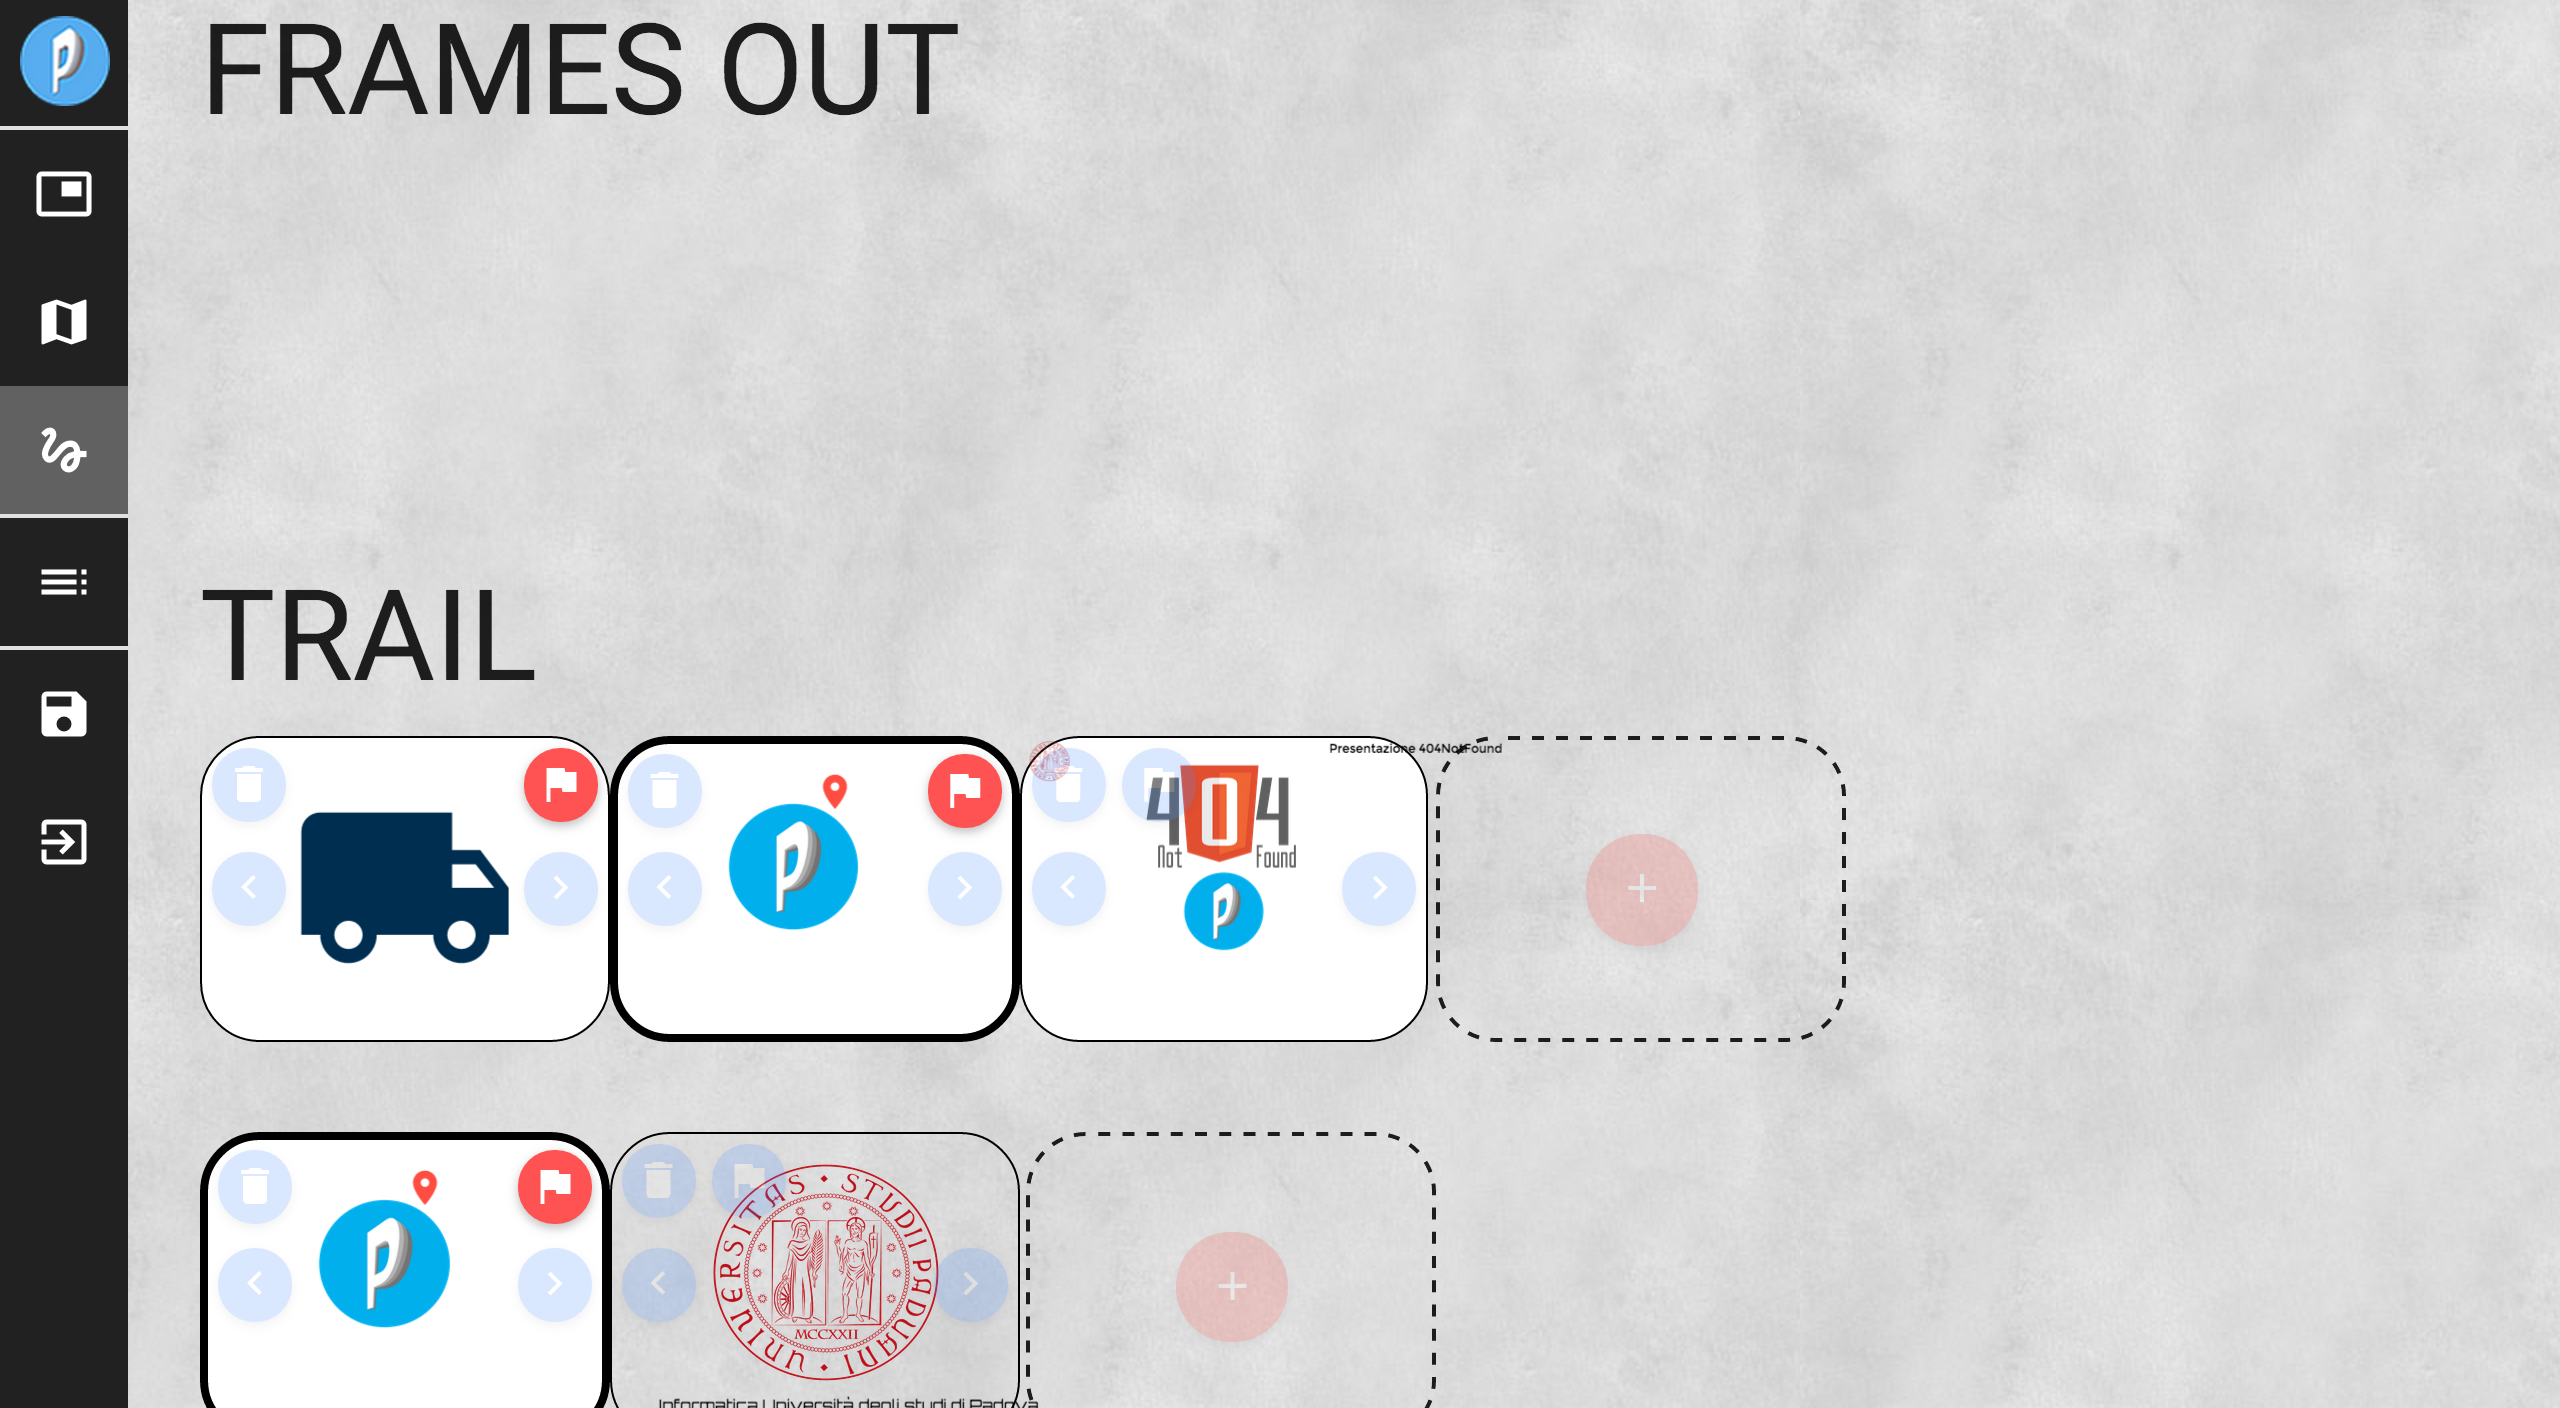 FRAMES OUT
TRAIL
Presentazione 404NotFound
404
Not Found
UNIVERSITAS • STUDII PADUANI •
MCCXXII
Informatica Università degli studi di Padova